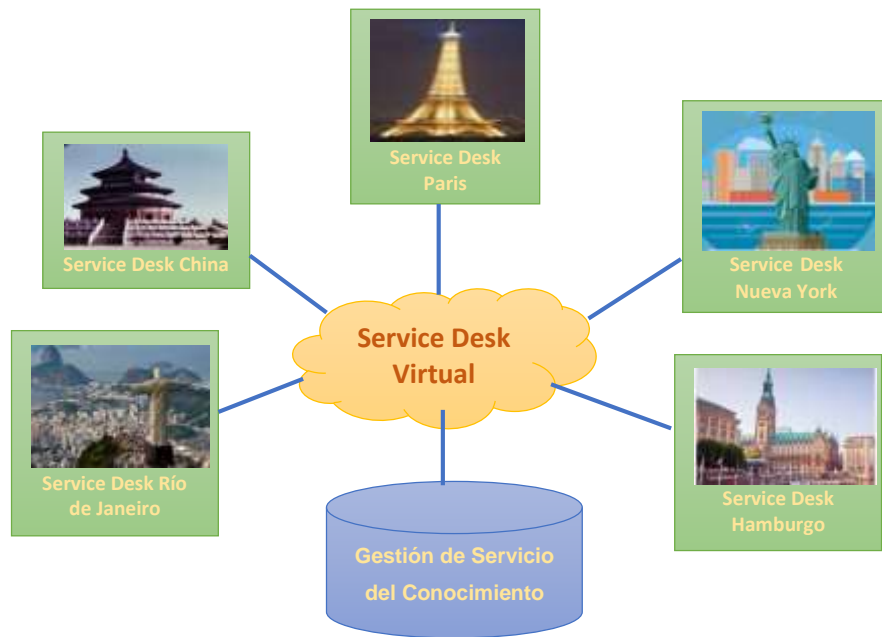 Service Desk
Paris
Service Desk China
Service Desk
Nueva York
Service Desk
Virtual
Service Desk Río
de Janeiro
Service Desk
Hamburgo
Gestión de Servicio
del Conocimiento